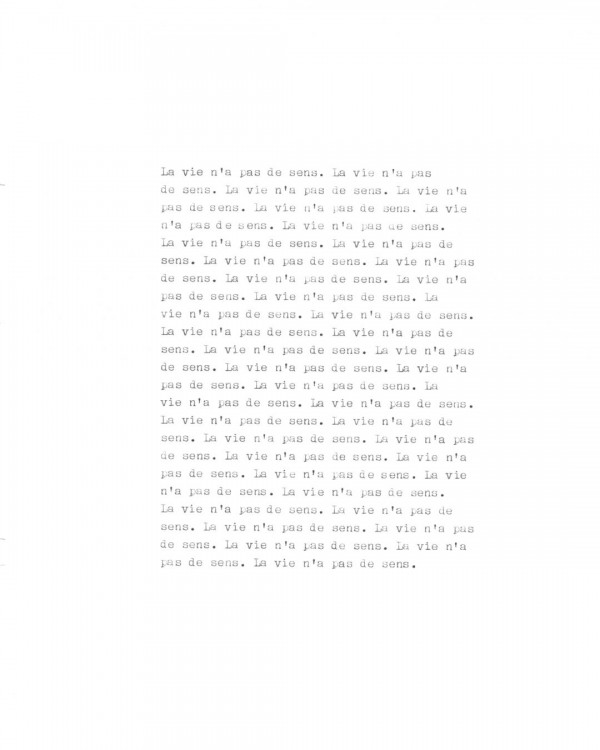 La vie n'a pas de sens. La vie n'a pas
de sens. La vie n'a pas de sens. La vie n'a
pas de sens. La vie n'a pas de sens. La vie
n'a pas de sens. La vie n'a pas de sens.
La vie n'a pas de sens. La vie n'a pas de
sens. La vie n'a pas de sens. La vie n'a pas
de sens. La vie n'a pas de sens. La vie n'a
pas de sens. La vie n'a pas de sens. La
vie n'a pas de sens. La vie n'a pas de sens.
La vie n'a pas de sens. La vie n'a pas de
sens. La vie n'a pas de sens. La vie n'a pas
de sens. La vie n'a pas de sens. La vie n'a
pas de sens. La vie n'a pas de sens. La
vie n'a pas de sens. La vie n'a pas de sens.
La vie n'a pas de sens. La vie n'a pas de
sens. La vie n'a pas de sens. La vie n'a pas
de sens. La vie n'a pas de sens. La vie n'a
pas de sens. La vie n'a pas de sens. La vie
n'a pas de sens. La vie n'a pas de sens.
La vie n'a pas de sens. La vie n'a pas de
sens. La vie n'a pas de sens. La vie n'a pas
de sens. La vie n'a pas de sens. La vie n'a
pas de sens. La vie n'a pas de sens.